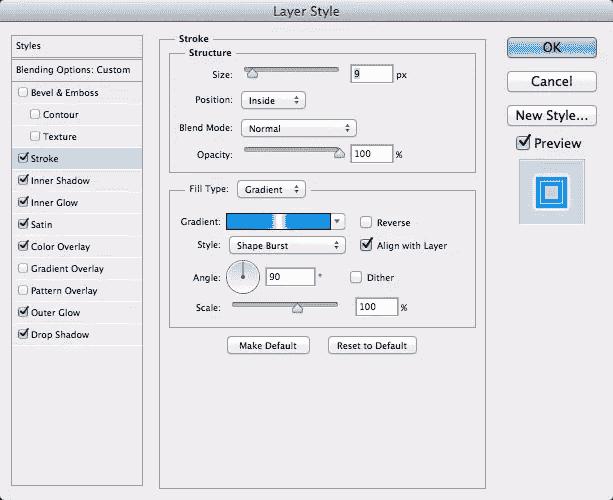 Layer Style
Styles
Blending Options: Custom
Bevel & Emboss
Contour
Texture
Stroke
Inner Shadow
Inner Glow
Satin
Color Overlay
Gradient Overlay
Pattern Overlay
Outer Glow
Drop Shadow
Stroke
Structure
Size: 9 px
Position: Inside
Blend Mode: Normal
Opacity: 100 %
Fill Type: Gradient
Gradient: Reverse
Style: Shape Burst Align with Layer
Angle: 90 ° Dither
Scale: 100 %
Make Default Reset to Default
OK
Cancel
New Style...
Preview